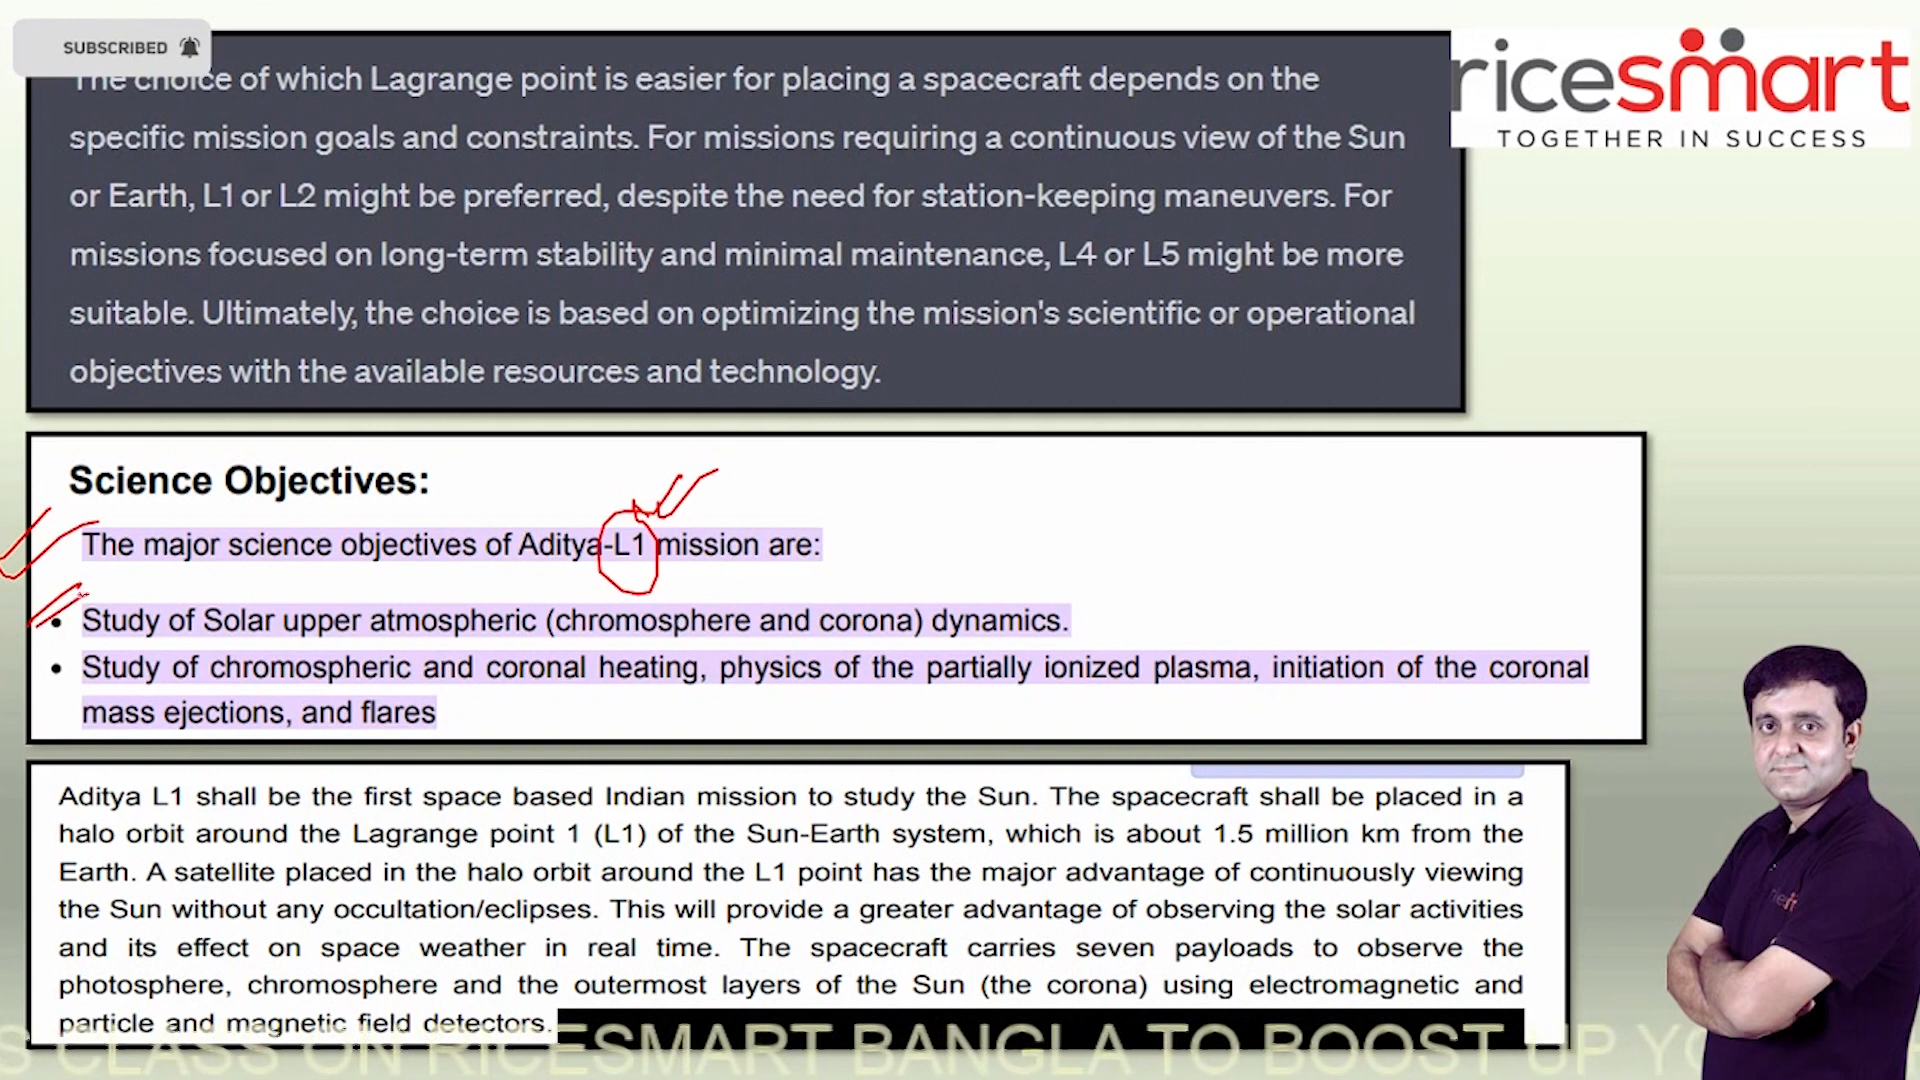 SUBSCRIBED
The choice of which Lagrange point is easier for placing a spacecraft depends on the
specific mission goals and constraints. For missions requiring a continuous view of the Sun
or Earth, L1 or L2 might be preferred, despite the need for station-keeping maneuvers. For
missions focused on long-term stability and minimal maintenance, L4 or L5 might be more
suitable. Ultimately, the choice is based on optimizing the mission's scientific or operational
objectives with the available resources and technology.
ricesmart
TOGETHER IN SUCCESS
Science Objectives:
The major science objectives of Aditya-L1 mission are:
• Study of Solar upper atmospheric (chromosphere and corona) dynamics.
• Study of chromospheric and coronal heating, physics of the partially ionized plasma, initiation of the coronal
mass ejections, and flares
Aditya L1 shall be the first space based Indian mission to study the Sun. The spacecraft shall be placed in a
halo orbit around the Lagrange point 1 (L1) of the Sun-Earth system, which is about 1.5 million km from the
Earth. A satellite placed in the halo orbit around the L1 point has the major advantage of continuously viewing
the Sun without any occultation/eclipses. This will provide a greater advantage of observing the solar activities
and its effect on space weather in real time. The spacecraft carries seven payloads to observe the
photosphere, chromosphere and the outermost layers of the Sun (the corona) using electromagnetic and
particle and magnetic field detectors.
S CLASS ON RICESMART BANGLA TO BOOST UP YO